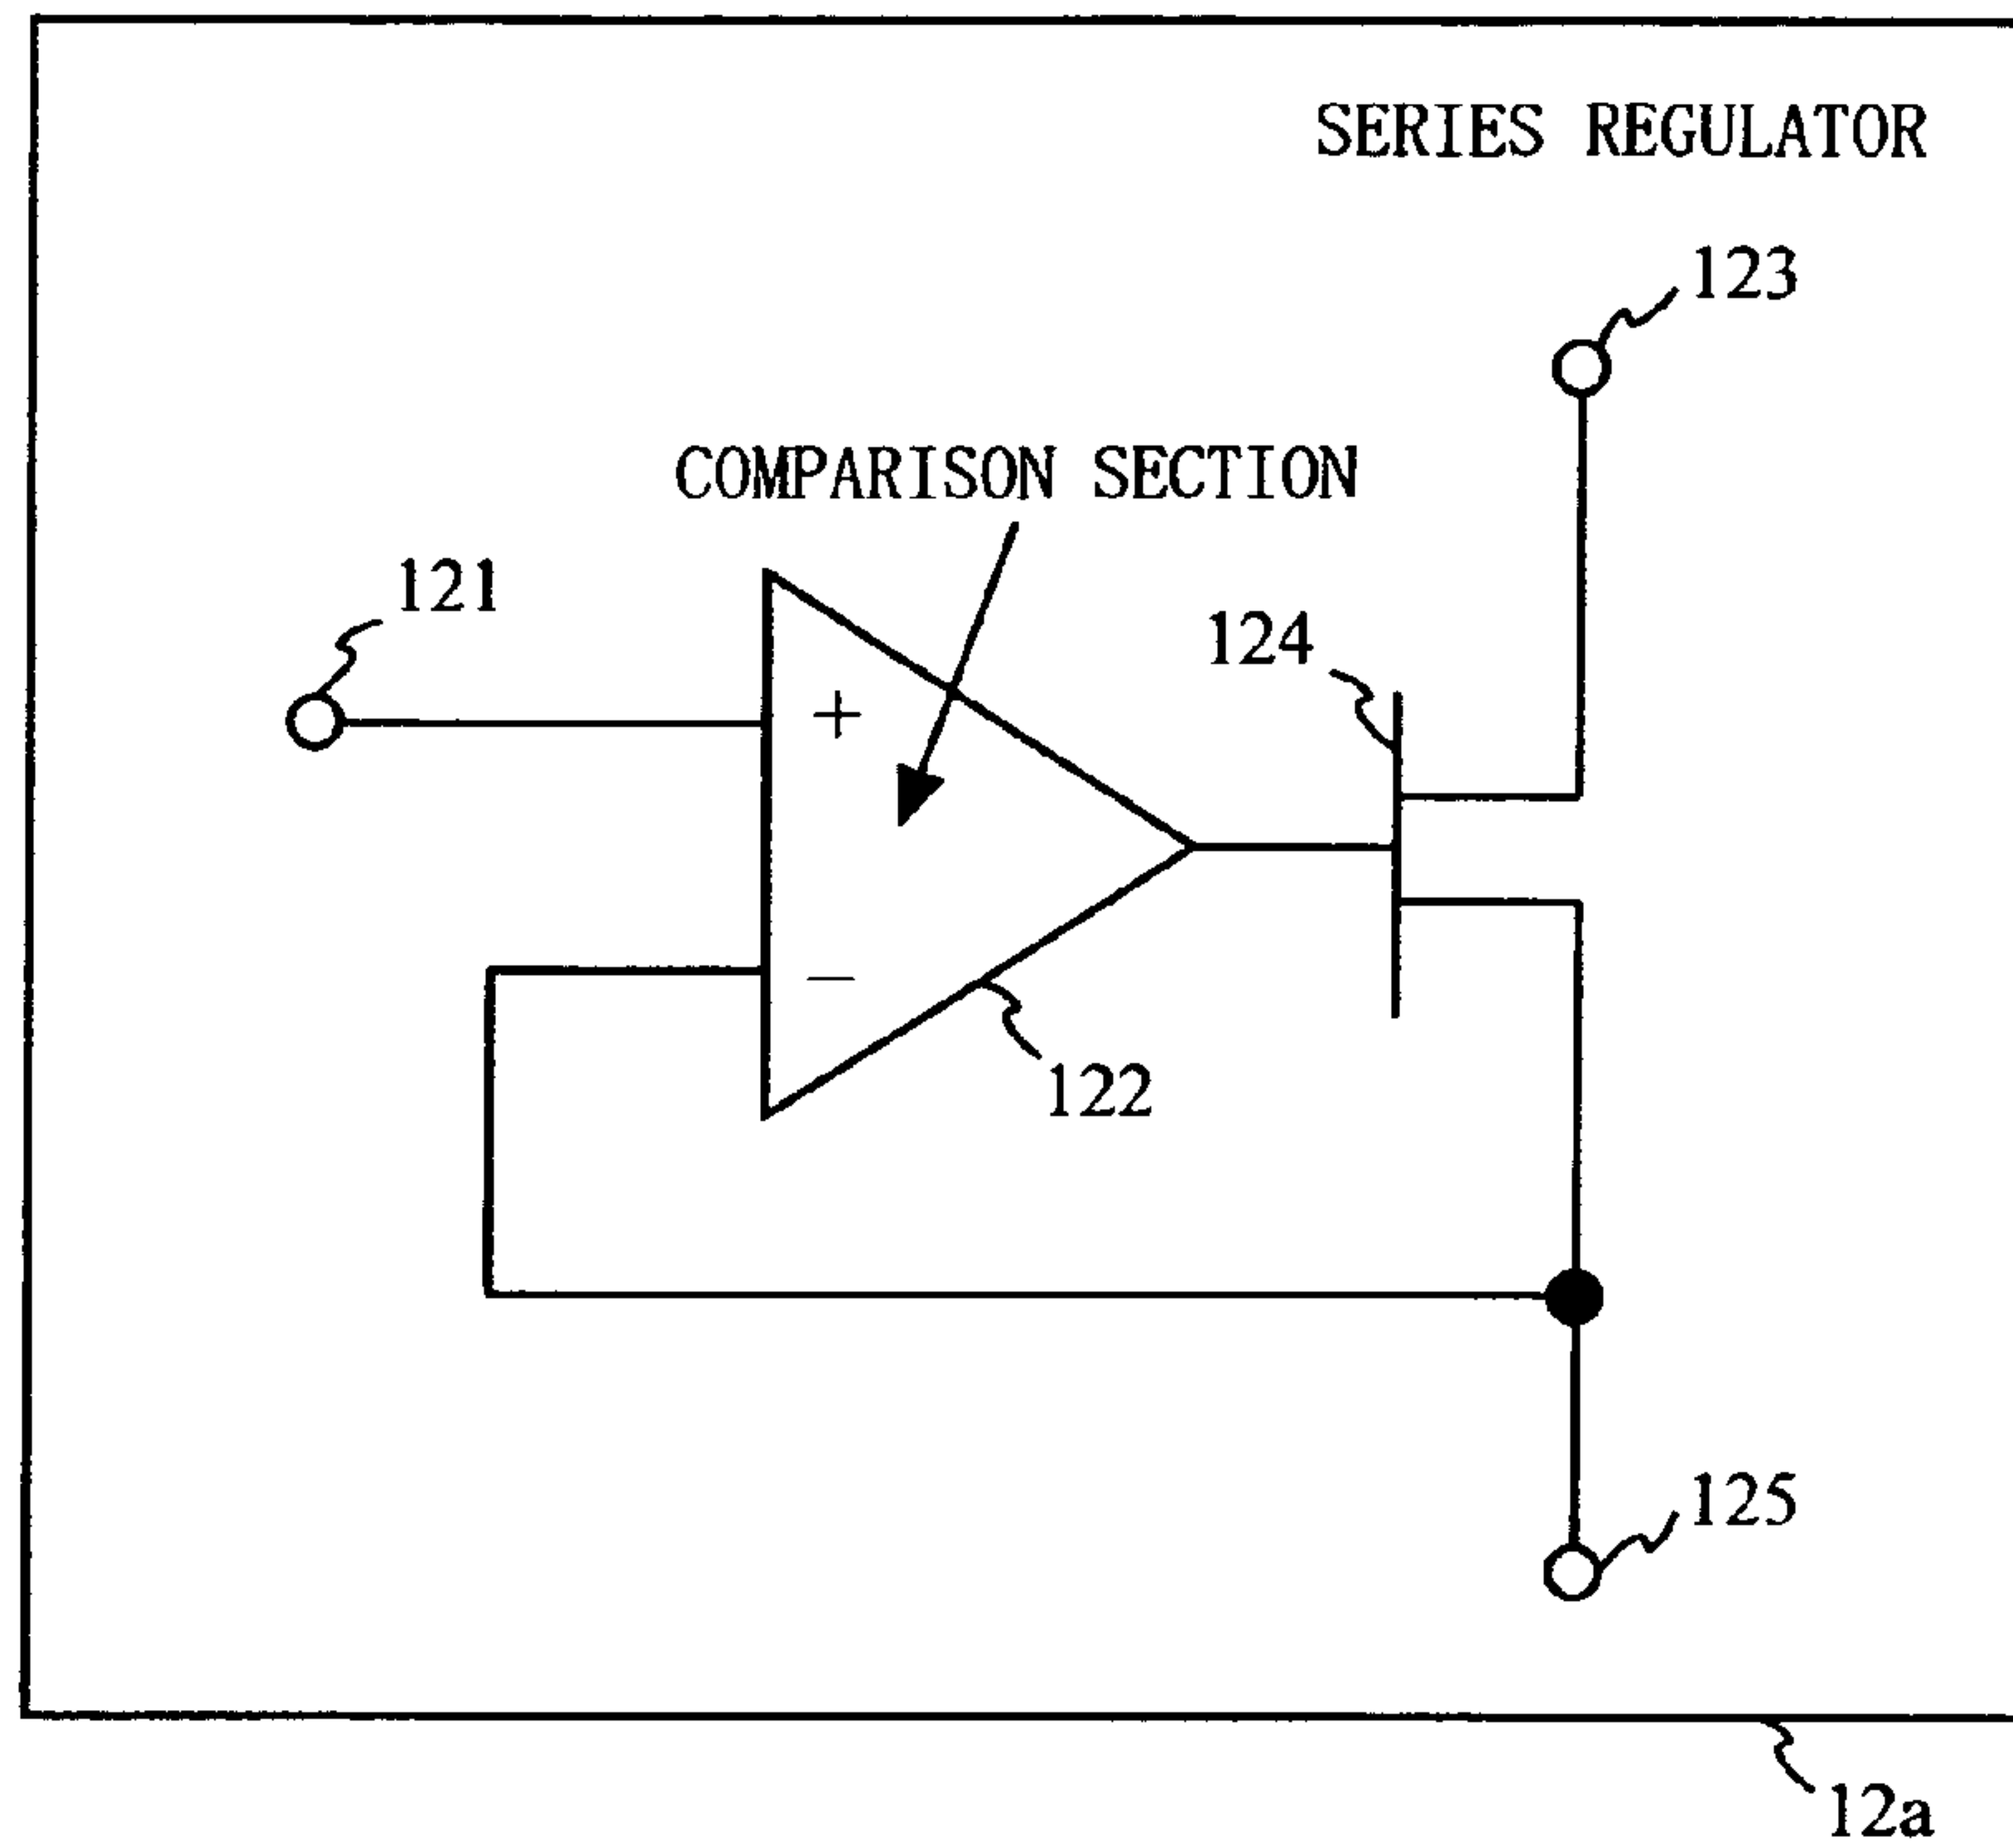 SERIES REGULATOR
123
COMPARISON SECTION
121
124
+
−
122
125
12a